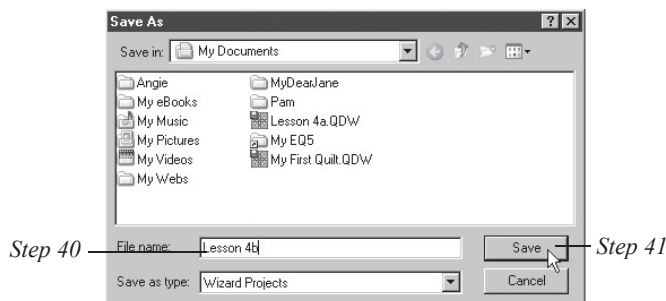 Save As
Save in: My Documents
Angie MyDearJane
My eBooks Pam
My Music Lesson 4a.QDW
My Pictures My EQ5
My Videos My First Quilt.QDW
My Webs
Step 40 File name: Lesson 4b Save Step 41
Save as type: Wizard Projects Cancel